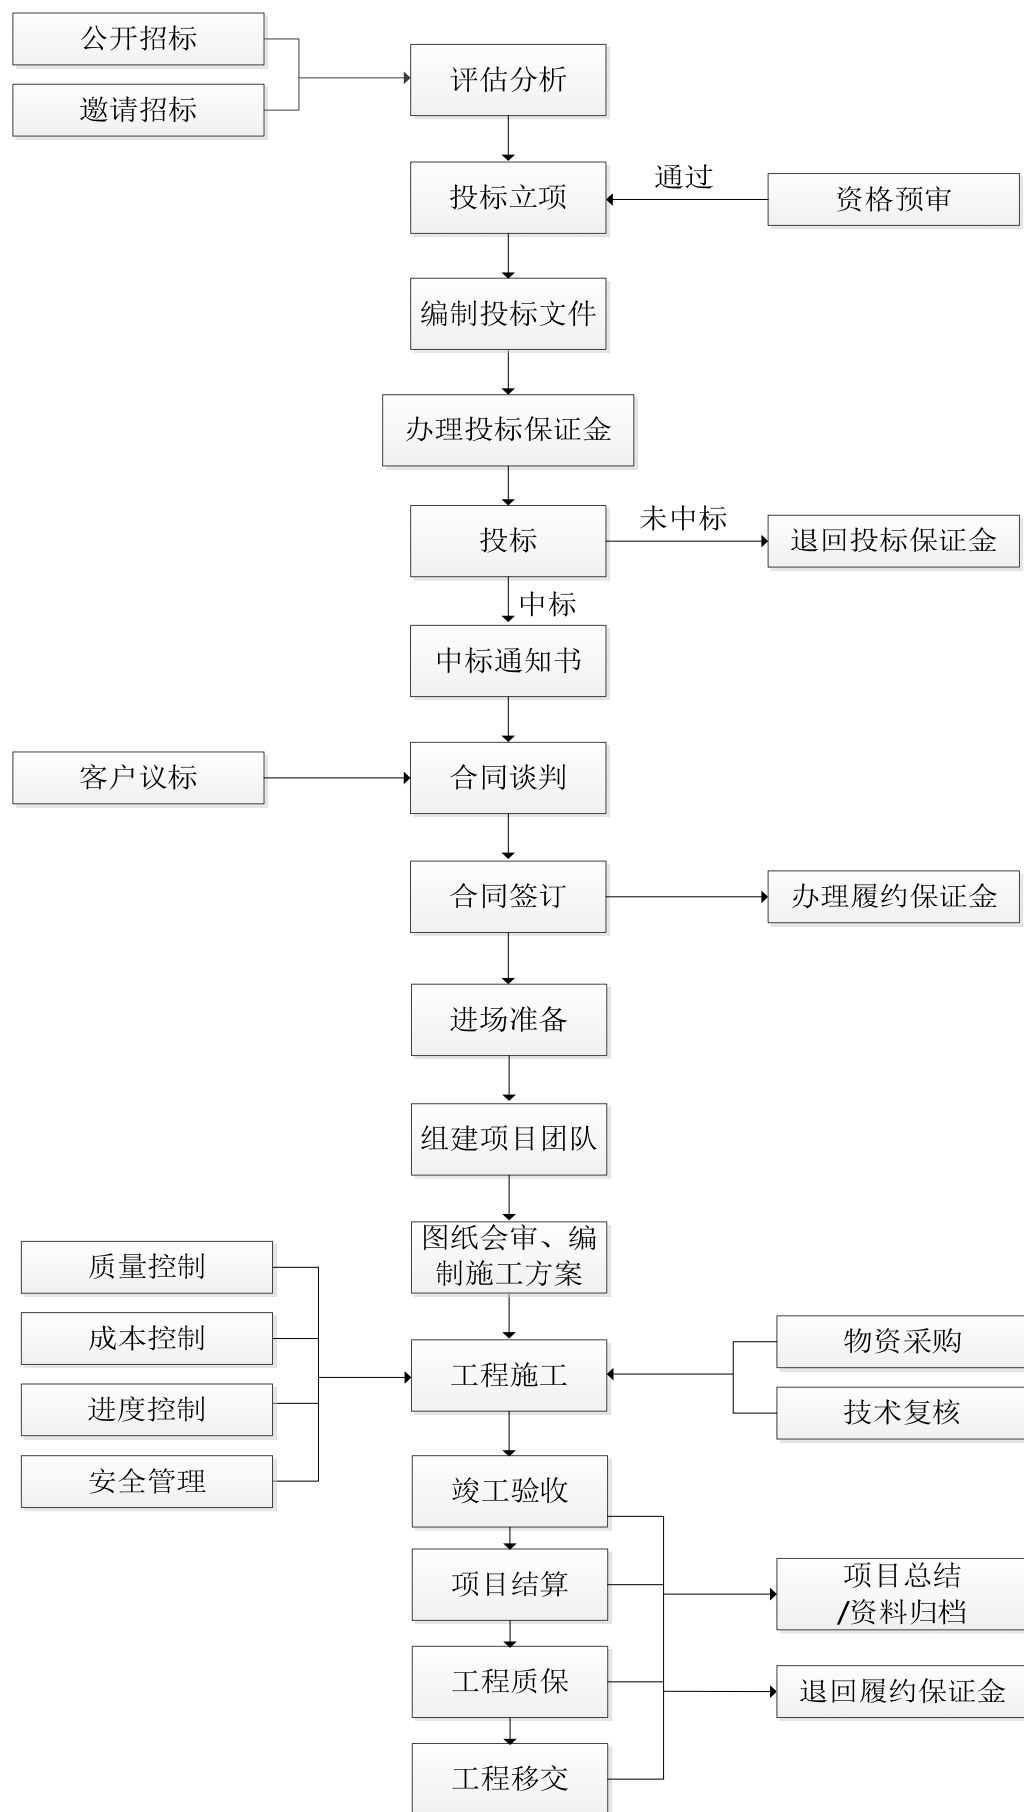 公开招标
邀请招标
评估分析
投标立项
通过
资格预审
编制投标文件
办理投标保证金
投标
未中标
退回投标保证金
中标
中标通知书
客户议标
合同谈判
合同签订
办理履约保证金
进场准备
组建项目团队
图纸会审、编
制施工方案
质量控制
成本控制
进度控制
安全管理
工程施工
物资采购
技术复核
竣工验收
项目结算
项目总结
/资料归档
工程质保
退回履约保证金
工程移交